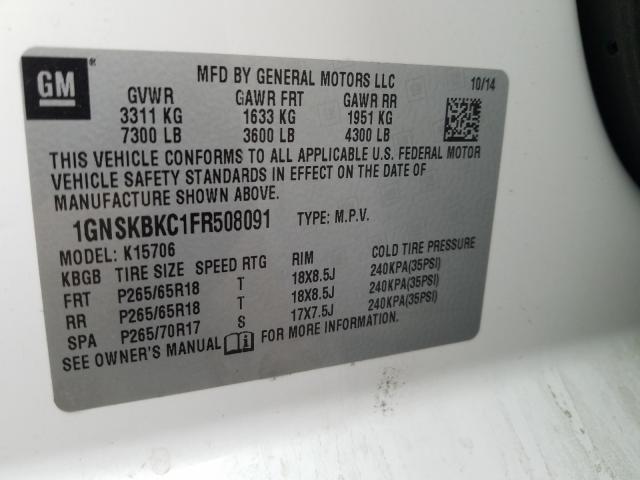 GM ®
MFD BY GENERAL MOTORS LLC 10/14
GVWR GAWR FRT GAWR RR
3311 KG 1633 KG 1951 KG
7300 LB 3600 LB 4300 LB
THIS VEHICLE CONFORMS TO ALL APPLICABLE U.S. FEDERAL MOTOR
VEHICLE SAFETY STANDARDS IN EFFECT ON THE DATE OF
MANUFACTURE SHOWN ABOVE.
1GNSKBKC1FR508091 TYPE: M.P.V.
MODEL: K15706
KBGB TIRE SIZE SPEED RTG RIM COLD TIRE PRESSURE
FRT P265/65R18 T 18X8.5J 240KPA(35PSI)
RR P265/65R18 T 18X8.5J 240KPA(35PSI)
SPA P265/70R17 S 17X7.5J 240KPA(35PSI)
SEE OWNER'S MANUAL FOR MORE INFORMATION.